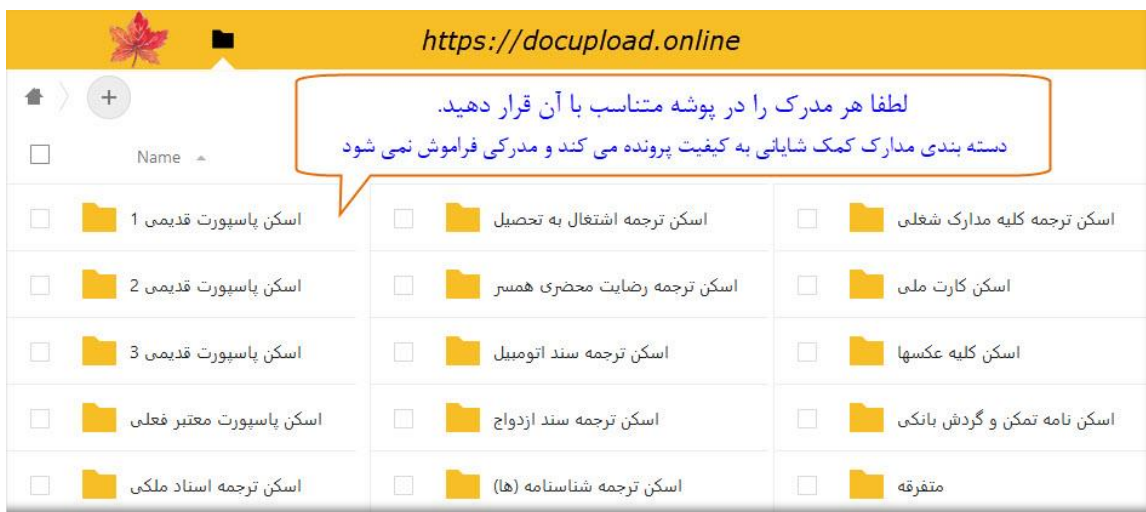 https://docupload.online
لطفا هر مدرک را در پوشه متناسب با آن قرار دهید.
دسته بندی مدارک کمک شایانی به کیفیت پرونده می کند و مدرکی فراموش نمی شود
Name
اسکن پاسپورت قدیمی 1
اسکن ترجمه اشتغال به تحصیل
اسکن ترجمه کلیه مدارک شغلی
اسکن پاسپورت قدیمی 2
اسکن ترجمه رضایت محضری همسر
اسکن کارت ملی
اسکن پاسپورت قدیمی 3
اسکن ترجمه سند اتومبیل
اسکن کلیه عکسها
اسکن پاسپورت معتبر فعلی
اسکن ترجمه سند ازدواج
اسکن نامه تمکن و گردش بانکی
اسکن ترجمه اسناد ملکی
اسکن ترجمه شناسنامه (ها)
متفرقه